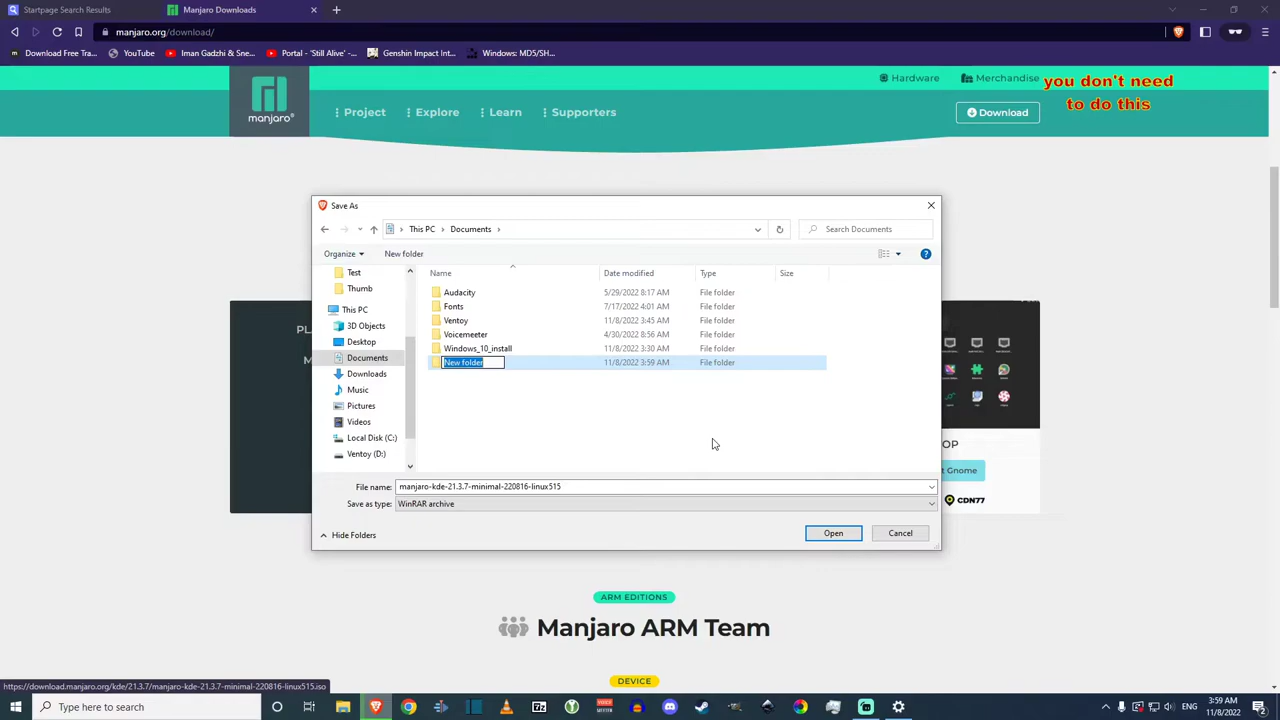 Startpage Search Results
Manjaro Downloads
manjaro.org/download/
Download Free Tra...
YouTube
Iman Gadzhi & Sne...
Portal - 'Still Alive' -...
Genshin Impact Int...
Windows: MD5/SH...
Hardware
Merchandise
you don't need
to do this
manjaro®
Project
Explore
Learn
Supporters
Download
Save As
This PC
Documents
Search Documents
Organize
New folder
Name
Date modified
Type
Size
Test
Thumb
This PC
3D Objects
Desktop
Documents
Downloads
Music
Pictures
Videos
Local Disk (C:)
Ventoy (D:)
Audacity 5/29/2022 8:17 AM File folder
Fonts 7/17/2022 4:01 AM File folder
Ventoy 11/8/2022 3:45 AM File folder
Voicemeeter 4/30/2022 8:56 AM File folder
Windows_10_install 11/8/2022 3:30 AM File folder
New folder 11/8/2022 3:59 AM File folder
PL
M
OP
t Gnome
CDN77
File name: manjaro-kde-21.3.7-minimal-220816-linux515
Save as type: WinRAR archive
Hide Folders
Open
Cancel
ARM EDITIONS
Manjaro ARM Team
DEVICE
https://download.manjaro.org/kde/21.3.7/manjaro-kde-21.3.7-minimal-220816-linux515.iso
Type here to search
ENG
3:59 AM
11/8/2022